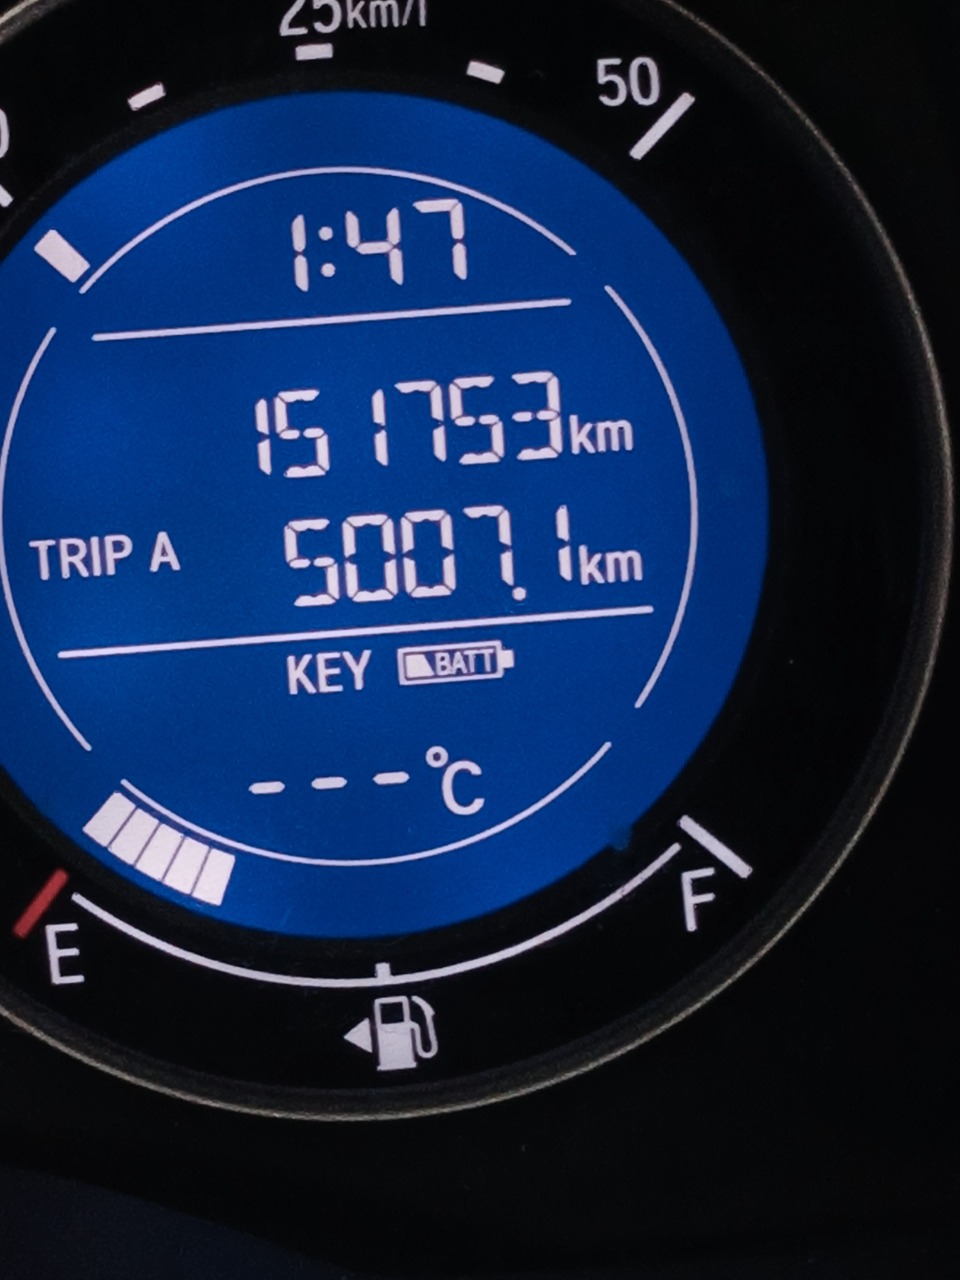 25km/l
50
1:47
151753km
TRIP A 5007.1km
KEY BATT
---°C
E F